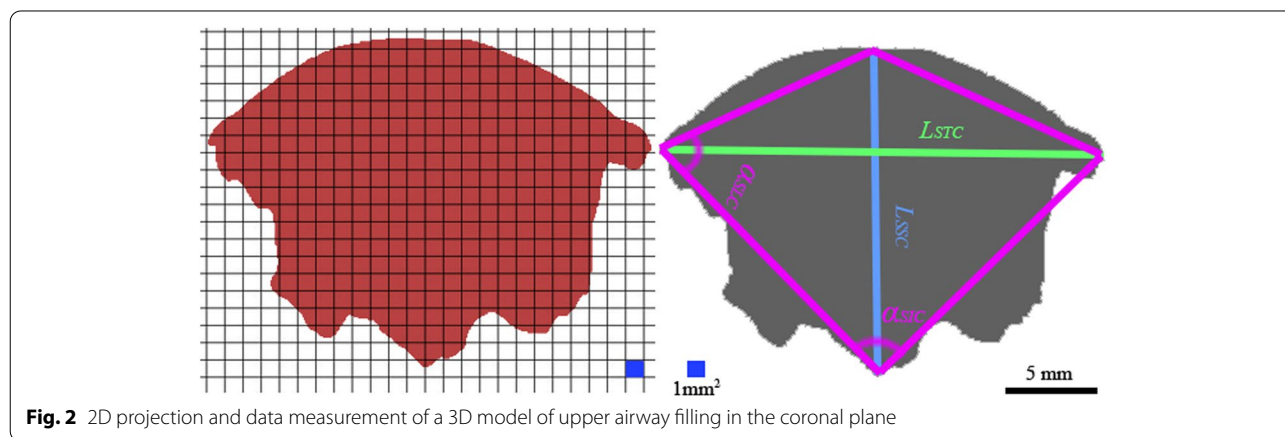 LSTC
αSTC
LSSC
αSTC
1mm²
5 mm
Fig. 2 2D projection and data measurement of a 3D model of upper airway filling in the coronal plane